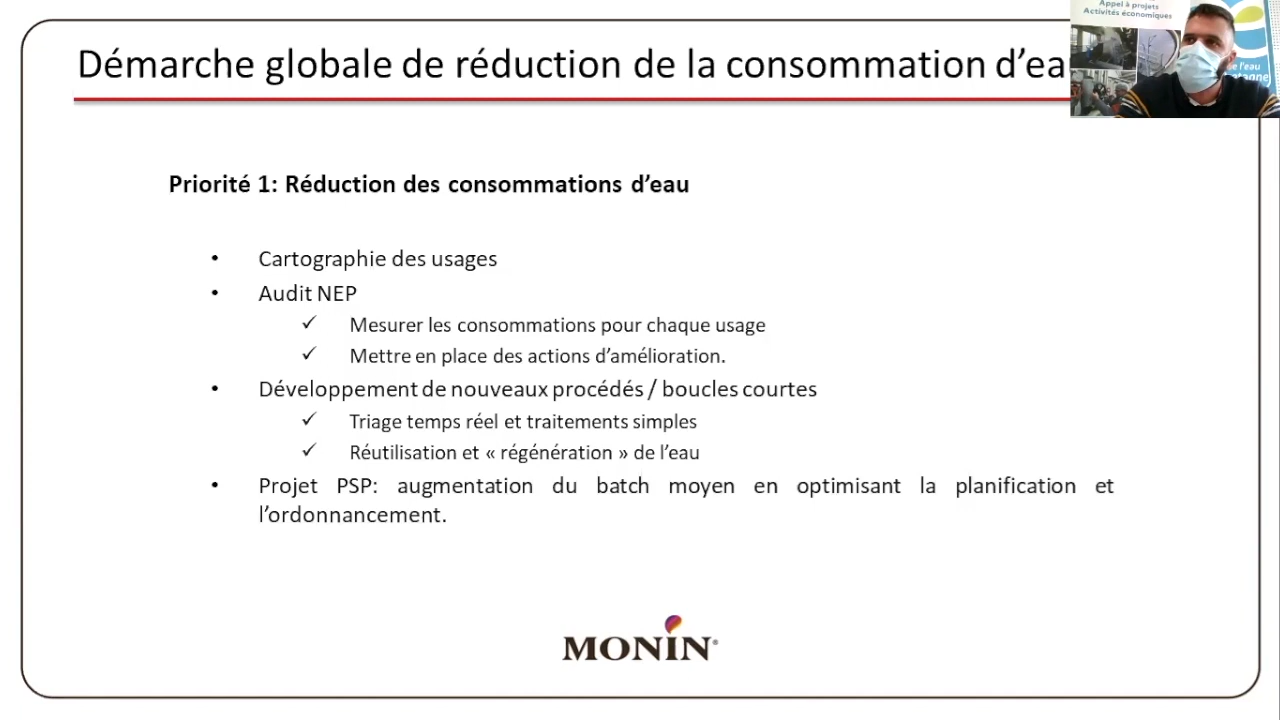 Appel à projets
Activités économiques
Démarche globale de réduction de la consommation d’ea
e l'eau
Priorité 1: Réduction des consommations d’eau
• Cartographie des usages
• Audit NEP
✓ Mesurer les consommations pour chaque usage
✓ Mettre en place des actions d’amélioration.
• Développement de nouveaux procédés / boucles courtes
✓ Triage temps réel et traitements simples
✓ Réutilisation et « régénération » de l’eau
• Projet PSP: augmentation du batch moyen en optimisant la planification et
l’ordonnancement.
MONIN®